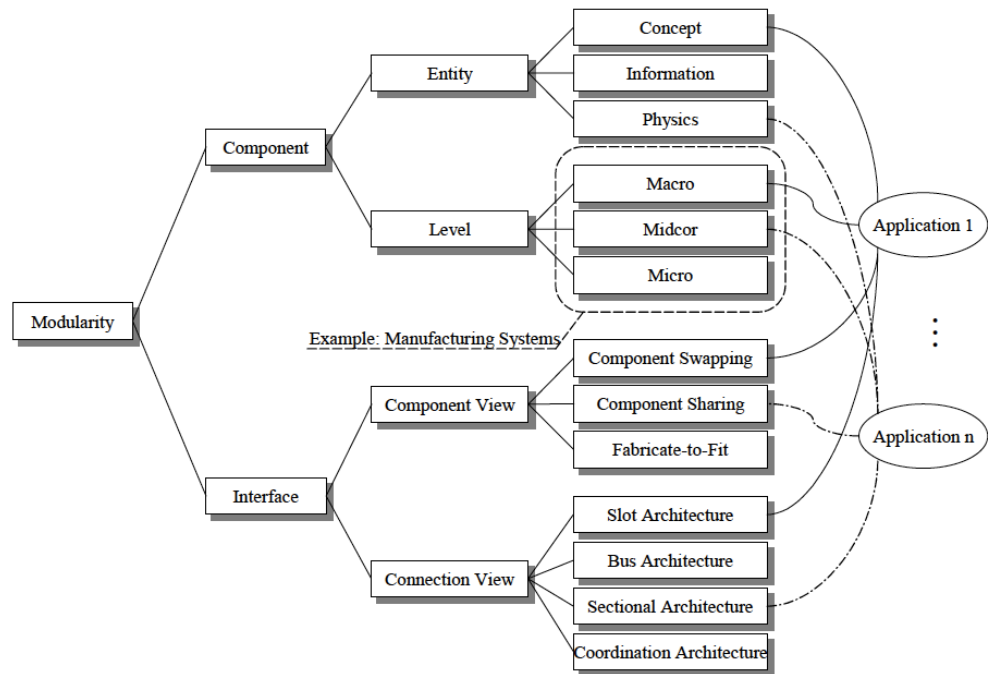 Concept
Entity
Information
Physics
Component
Macro
Level
Midcor
Application 1
Micro
Modularity
Example: Manufacturing Systems
Component Swapping
Component View
Component Sharing
Application n
Fabricate-to-Fit
Interface
Slot Architecture
Bus Architecture
Connection View
Sectional Architecture
Coordination Architecture